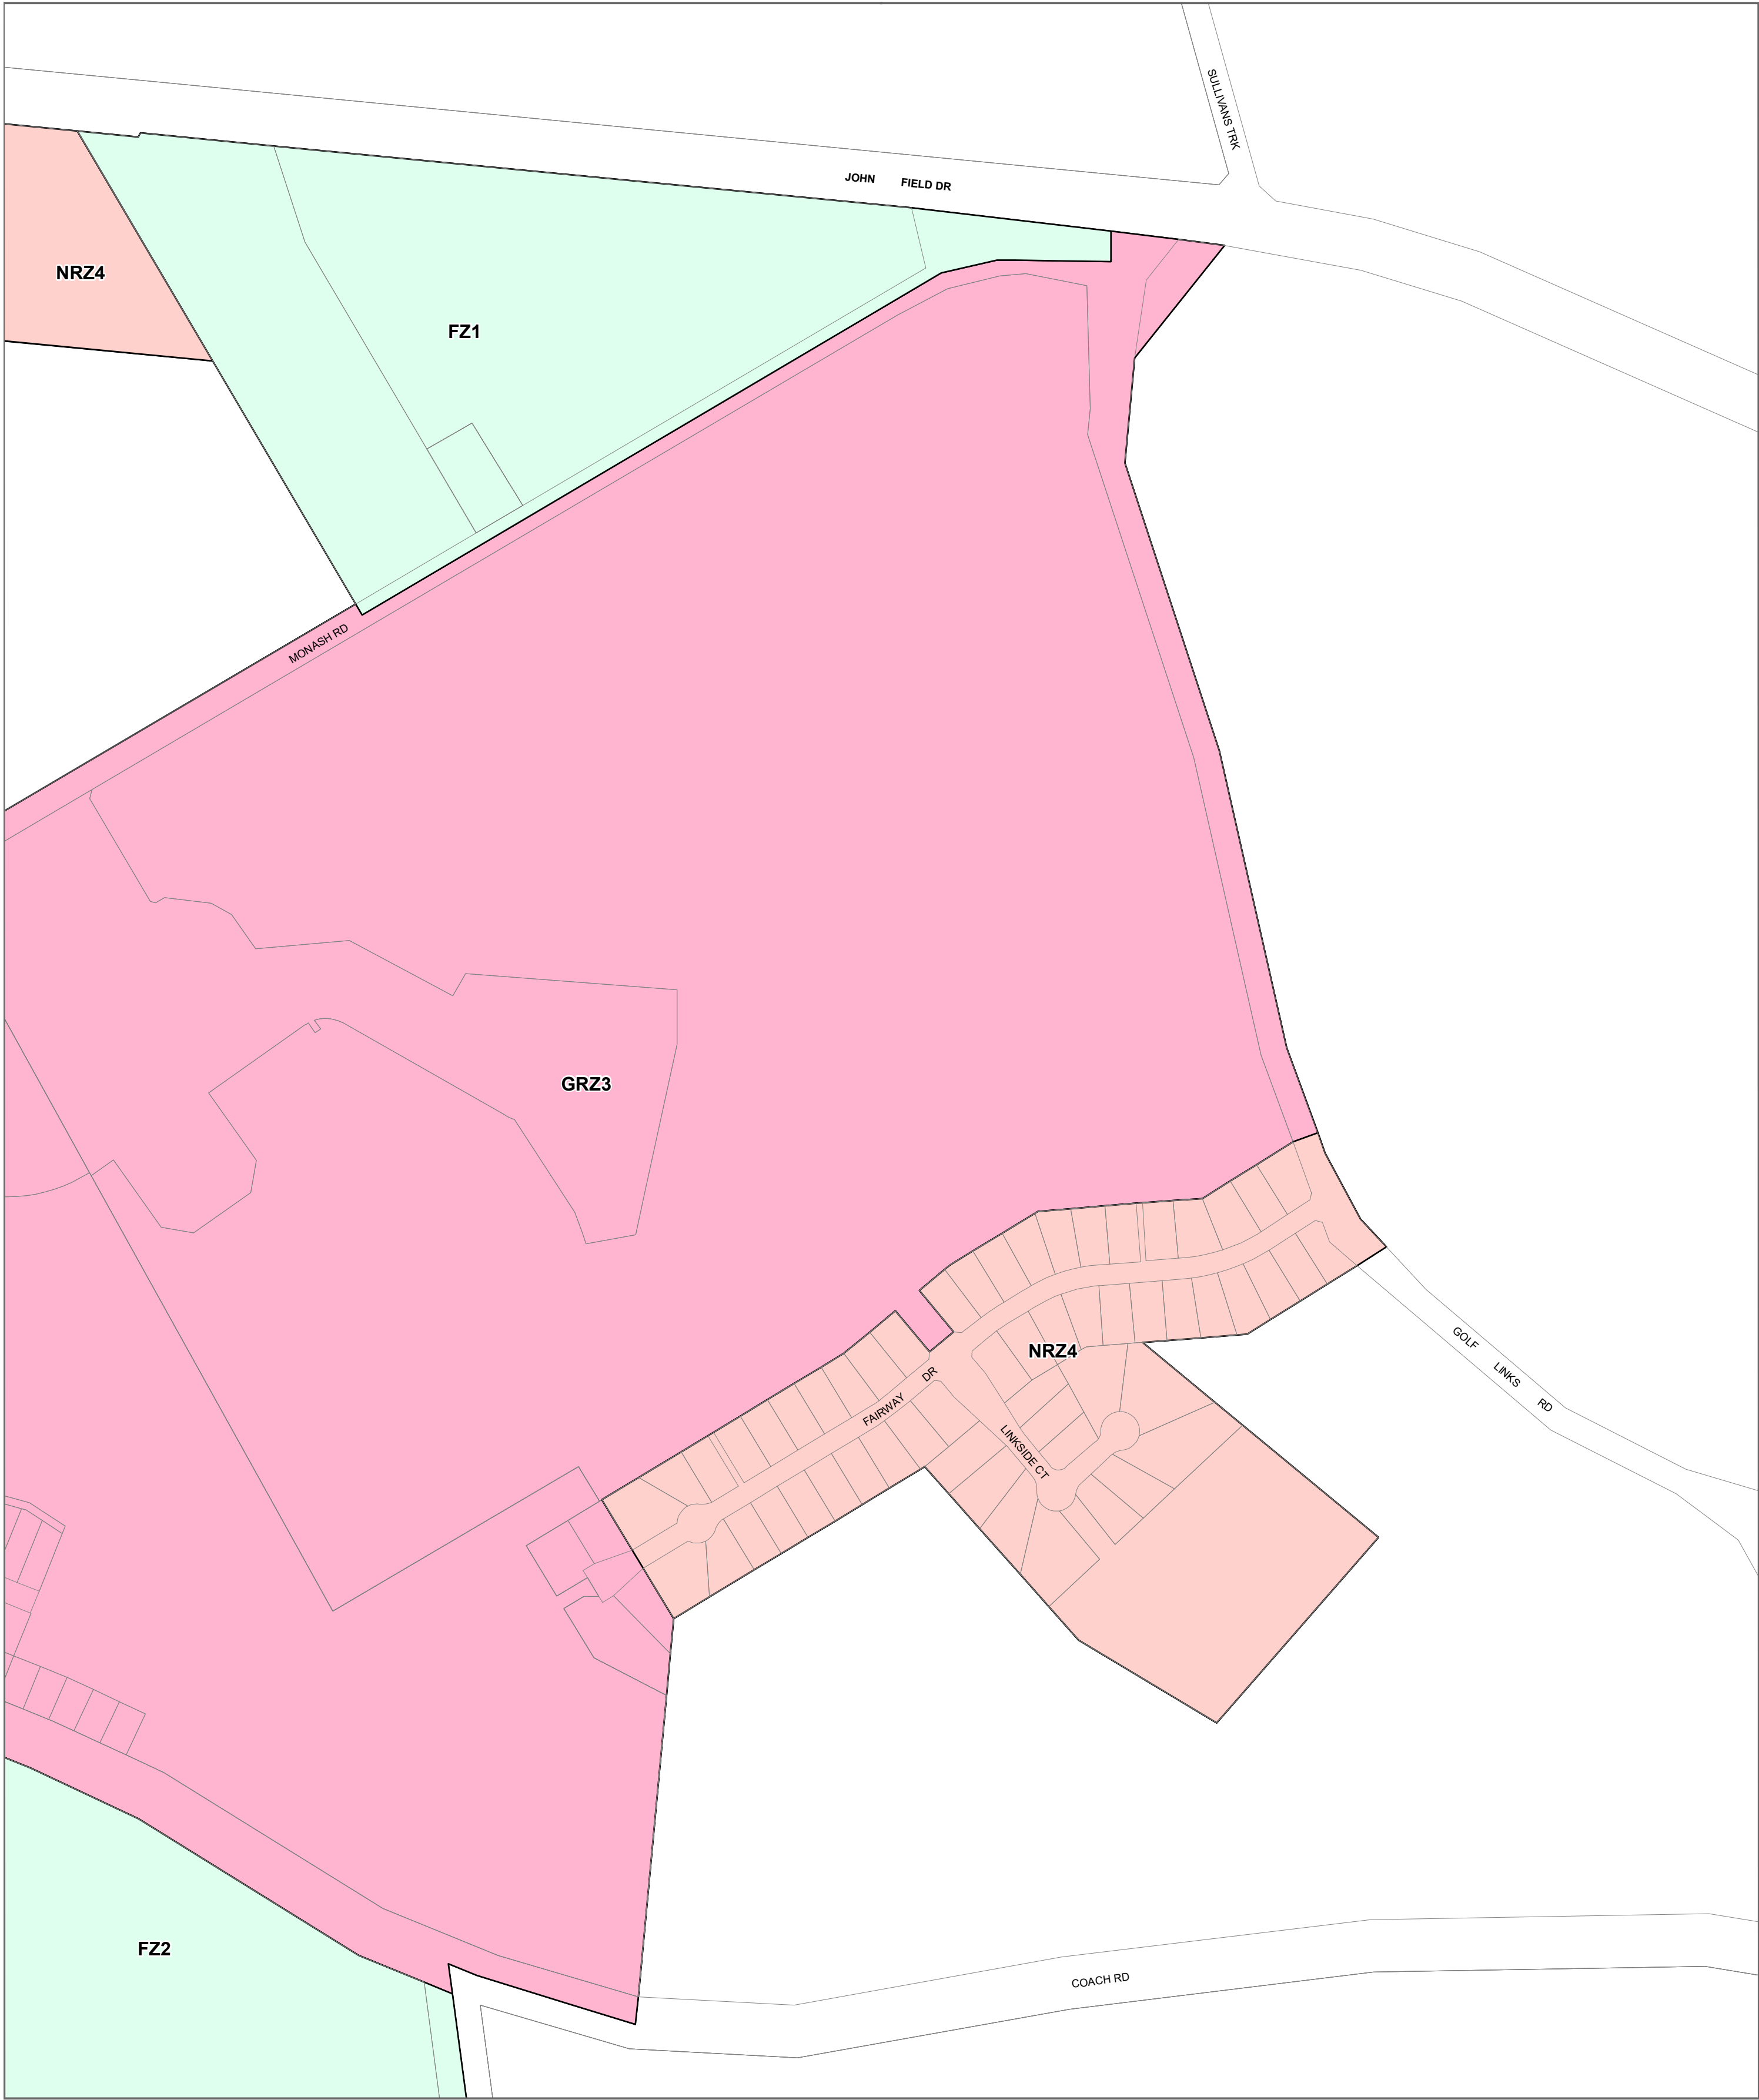 SULLIVANS TRK
JOHN FIELD DR
NRZ4
FZ1
MONASH RD
GRZ3
GOLF LINKS RD
NRZ4
FAIRWAY DR
LINKSIDE CT
FZ2
COACH RD